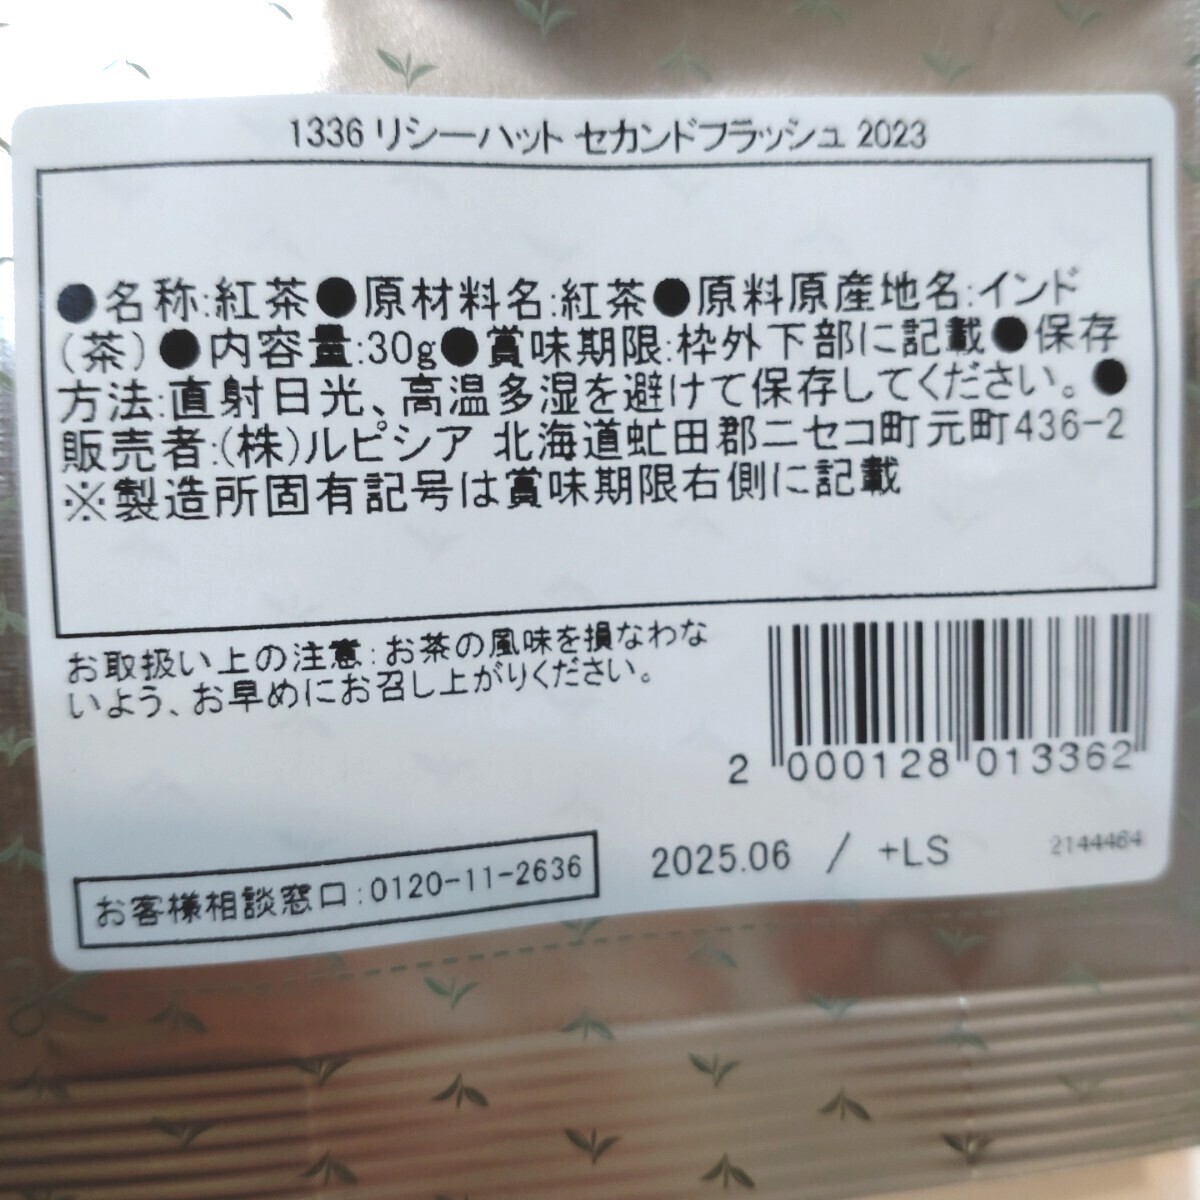 1336 リシーハット セカンドフラッシュ 2023
●名称:紅茶●原材料名:紅茶●原料原産地名:インド
(茶)●内容量:30g●賞味期限:枠外下部に記載●保存
方法:直射日光、高温多湿を避けて保存してください。●
販売者:(株)ルピシア 北海道虻田郡ニセコ町元町436-2
※製造所固有記号は賞味期限右側に記載
お取扱い上の注意:お茶の風味を損なわな
いよう、お早めにお召し上がりください。
2 000128 013362
お客様相談窓口:0120-11-2636
2025.06 / +LS
2144464